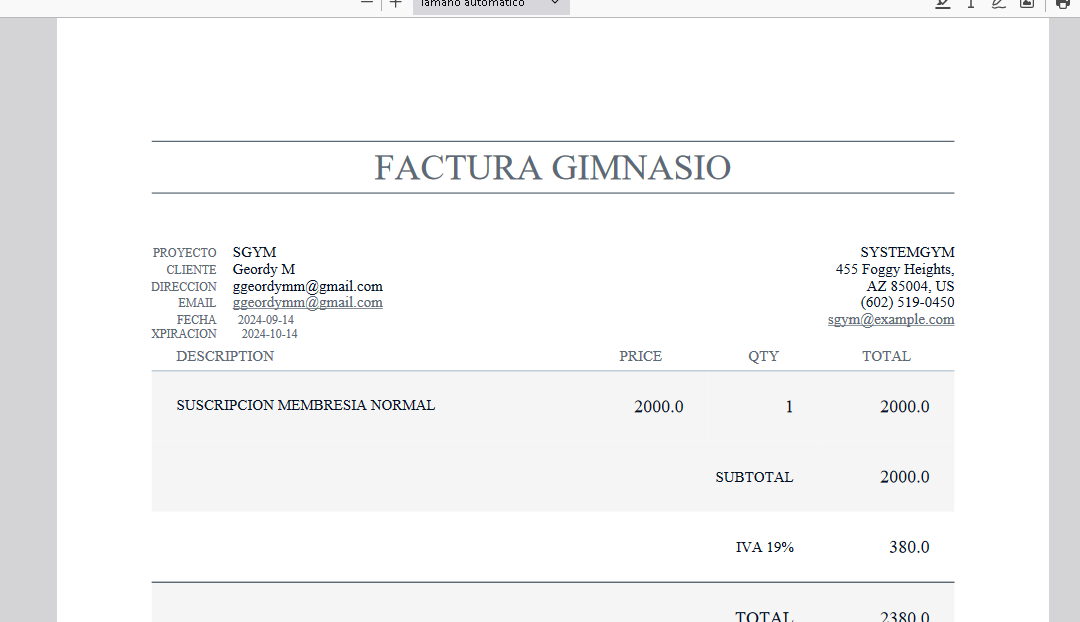 Tamaño automático
FACTURA GIMNASIO
PROYECTO SGYM
CLIENTE Geordy M
DIRECCION ggeordymm@gmail.com
EMAIL ggeordymm@gmail.com
FECHA 2024-09-14
XPIRACION 2024-10-14
SYSTEMGYM
455 Foggy Heights,
AZ 85004, US
(602) 519-0450
sgym@example.com
DESCRIPTION PRICE QTY TOTAL
SUSCRIPCION MEMBRESIA NORMAL 2000.0 1 2000.0
SUBTOTAL 2000.0
IVA 19% 380.0
TOTAL 2380.0